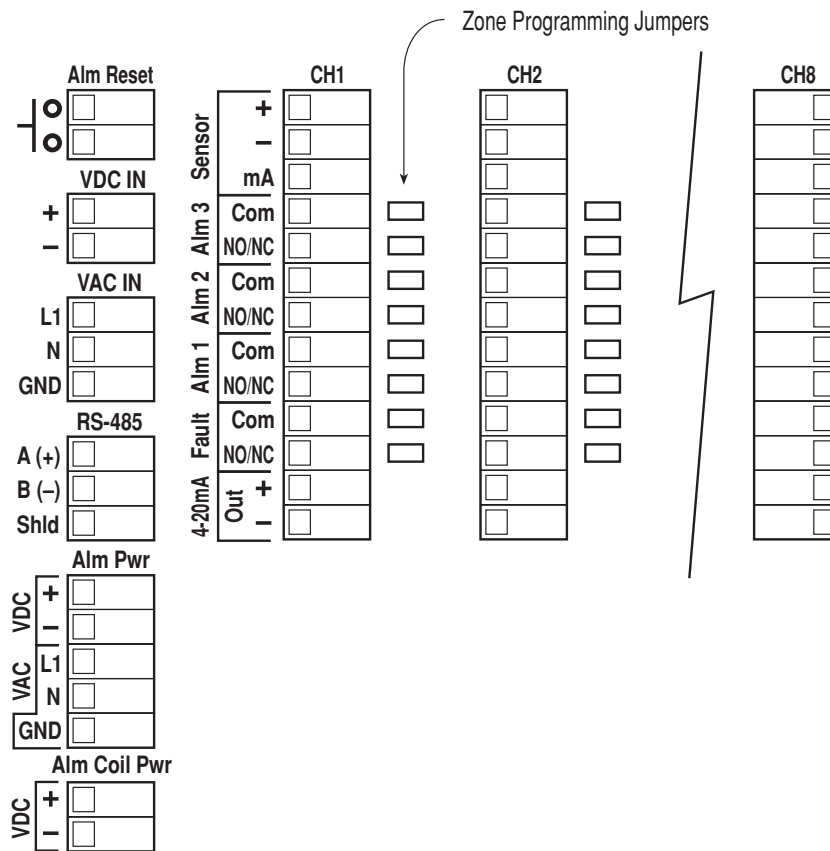 Zone Programming Jumpers
Alm Reset
VDC IN
+
–
VAC IN
L1
N
GND
RS-485
A (+)
B (–)
Shld
Alm Pwr
VDC
+
–
VAC
L1
N
GND
Alm Coil Pwr
VDC
+
–
CH1
CH2
CH8
Sensor
+
–
mA
Alm 3
Com
NO/NC
Alm 2
Com
NO/NC
Alm 1
Com
NO/NC
Fault
Com
NO/NC
4-20mA
Out
+
–